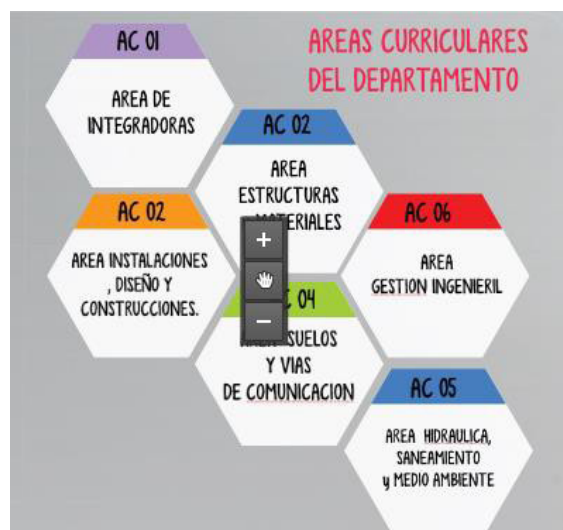 AREAS CURRICULARES
DEL DEPARTAMENTO
AC 01
AREA DE
INTEGRADORAS
AC 02
AREA
ESTRUCTURAS
AC 02
AREA INSTALACIONES
, DISEÑO Y
CONSTRUCCIONES.
AC 06
AREA
GESTION INGENIERIL
04
SUELOS
Y VIAS
DE COMUNICACION
AC 05
AREA HIDRAULICA,
SANEAMIENTO
y MEDIO AMBIENTE